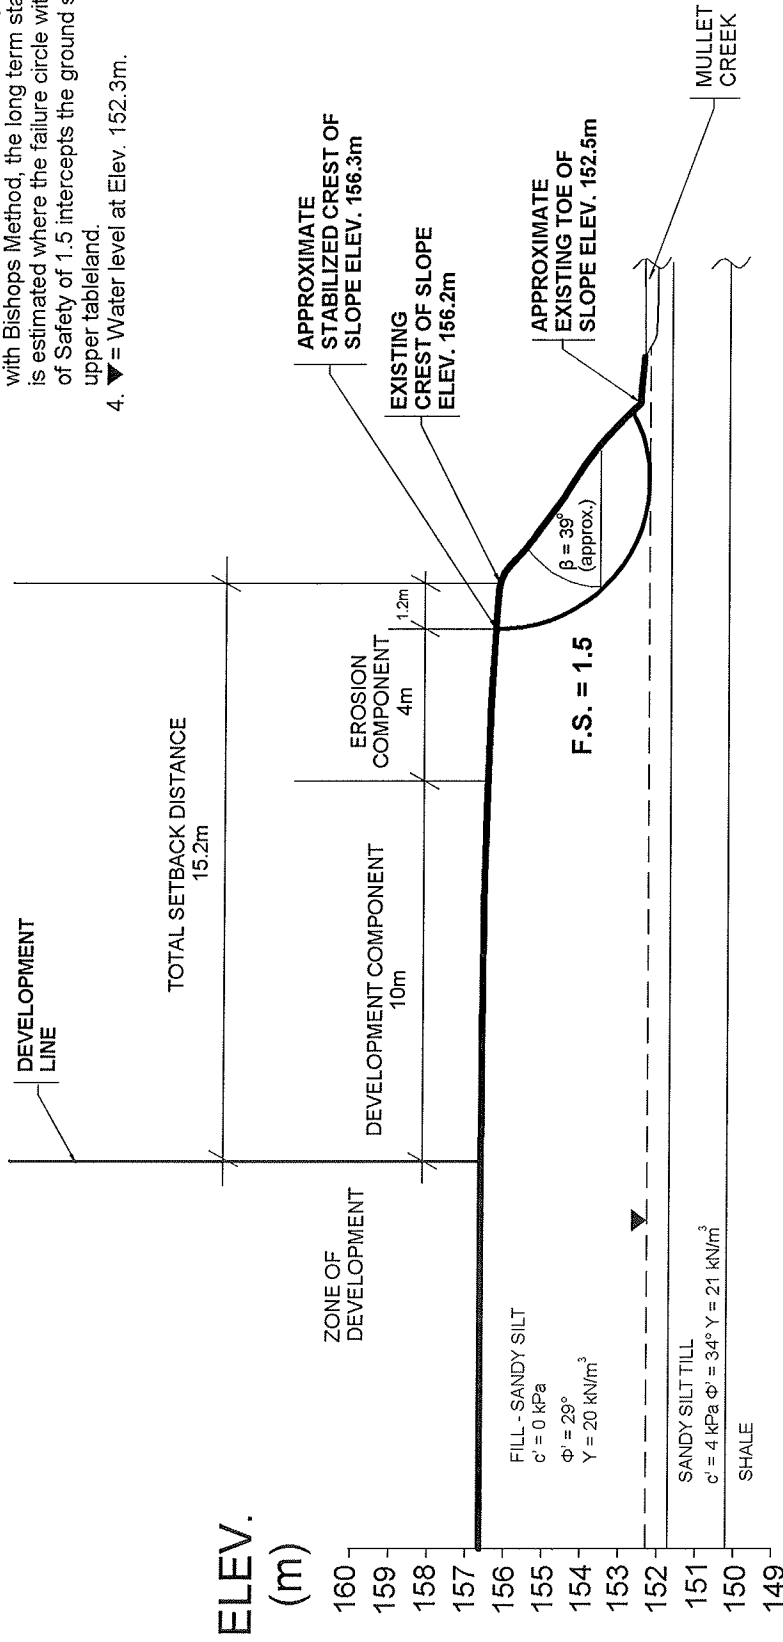 with Bishops Method, the long term sta
is estimated where the failure circle wit
of Safety of 1.5 intercepts the ground s
upper tableland.
4. ▼= Water level at Elev. 152.3m.
DEVELOPMENT
LINE
TOTAL SETBACK DISTANCE
15.2m
DEVELOPMENT COMPONENT
10m
EROSION
COMPONENT
4m
1.2m
APPROXIMATE
STABILIZED CREST OF
SLOPE ELEV. 156.3m
EXISTING
CREST OF SLOPE
ELEV. 156.2m
APPROXIMATE
EXISTING TOE OF
SLOPE ELEV. 152.5m
MULLET
CREEK
ZONE OF
DEVELOPMENT
β = 39°
(approx.)
F.S. = 1.5
FILL - SANDY SILT
c' = 0 kPa
Φ' = 29°
Y = 20 kN/m³
SANDY SILT TILL
c' = 4 kPa Φ' = 34° Y = 21 kN/m³
SHALE
ELEV.
(m)
160
159
158
157
156
155
154
153
152
151
150
149